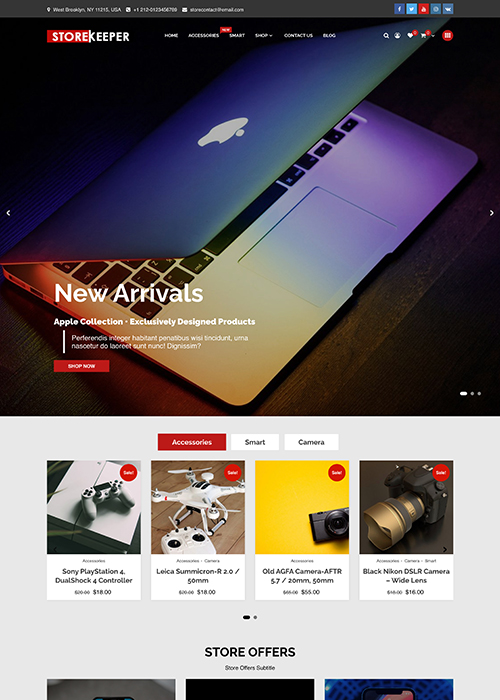 West Broklyn, NY 11215, USA +1 212-0123456789 storecontact@email.com
STOREKEEPER
HOME ACCESSORIES NEW SMART SHOP CONTACT US BLOG
0 0
New Arrivals
Apple Collection · Exclusively Designed Products
Perferendis integer habitant penatibus wisi tincidunt, urna
nascetur do laoreet sunt nunc! Dignissim?
SHOP NOW
Accessories Smart Camera
Sale! Sale! Sale! Sale!
Accessories
Sony PlayStation 4,
DualShock 4 Controller
$20.00 $18.00
Accessories Camera
Leica Summicron-R 2.0 /
50mm
$20.00 $18.00
Accessories
Old AGFA Camera-AFTR
5.7 / 20mm, 50mm
$65.00 $55.00
Accessories Camera Smart
Black Nikon DSLR Camera
– Wide Lens
$18.00 $16.00
STORE OFFERS
Store Offers Subtitle